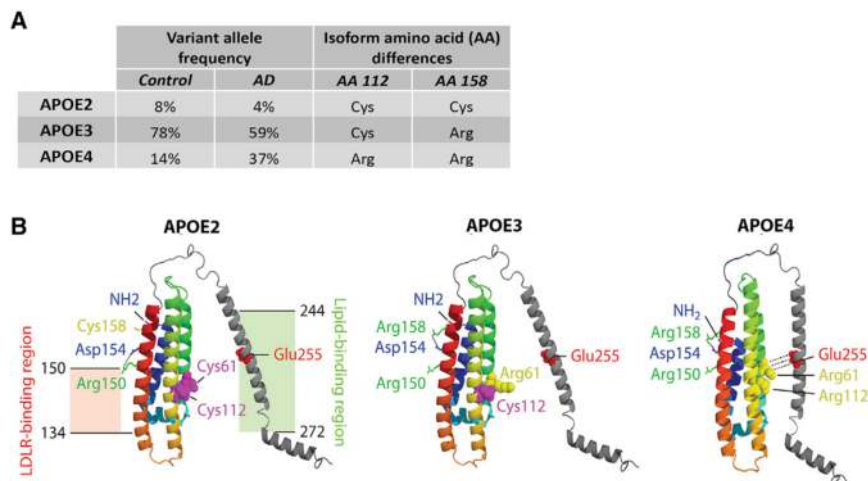 A
Variant allele frequency
Isoform amino acid (AA) differences
Control AD AA 112 AA 158
APOE2 8% 4% Cys Cys
APOE3 78% 59% Cys Arg
APOE4 14% 37% Arg Arg
B
APOE2
NH2
Cys158
Asp154
Arg150
150
134
LDLR-binding region
Cys61
Cys112
244
272
Lipid-binding region
Glu255
APOE3
NH2
Arg158
Asp154
Arg150
Arg61
Cys112
Glu255
APOE4
NH2
Arg158
Asp154
Arg150
Glu255
Arg61
Arg112